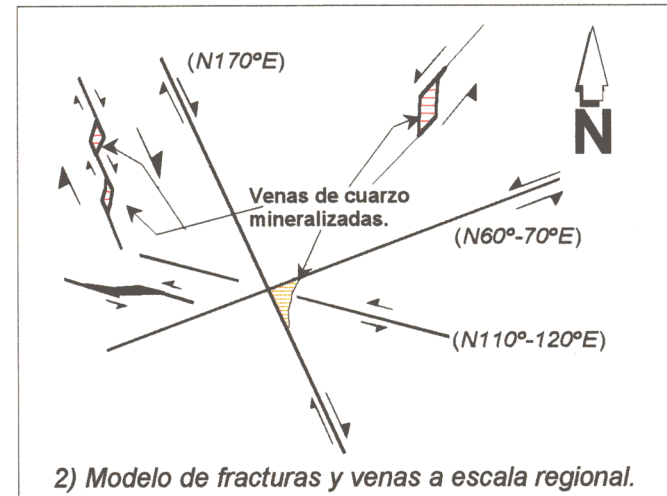 (N170ºE)
N
Venas de cuarzo
mineralizadas.
(N60º-70ºE)
(N110º-120ºE)
2) Modelo de fracturas y venas a escala regional.